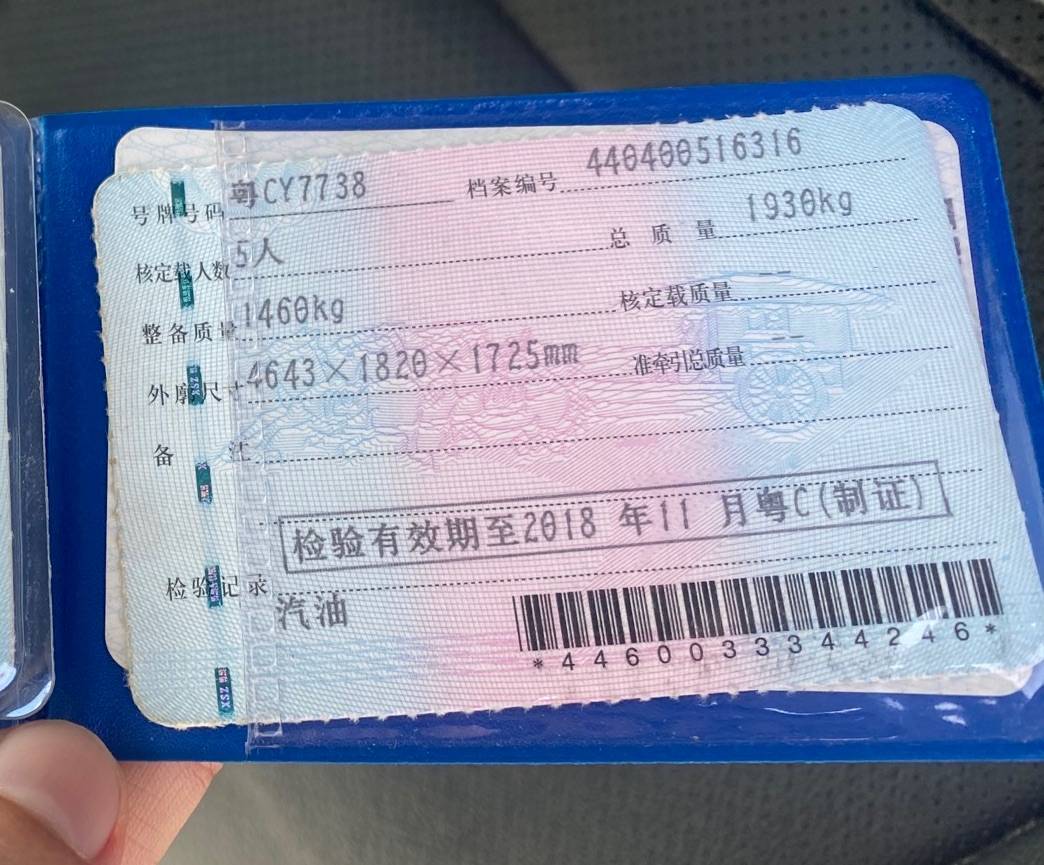 号牌号码 粤CY7738 档案编号 440400516316
核定载人数 5人 总质量 1930kg
整备质量 1460kg 核定载质量 --
外廓尺寸 4643×1820×1725mm 准牵引总质量 --
备注
检验有效期至2018年11月粤C(制证)
检验记录
汽油
*4460033344246*
XSZ
XSZ